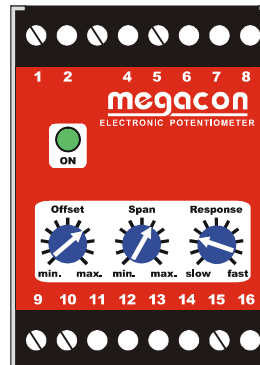 1 2 4 5 6 7 8
megacon
ELECTRONIC POTENTIOMETER
ON
Offset Span Response
min. max. min. max. slow fast
9 10 11 12 13 14 15 16